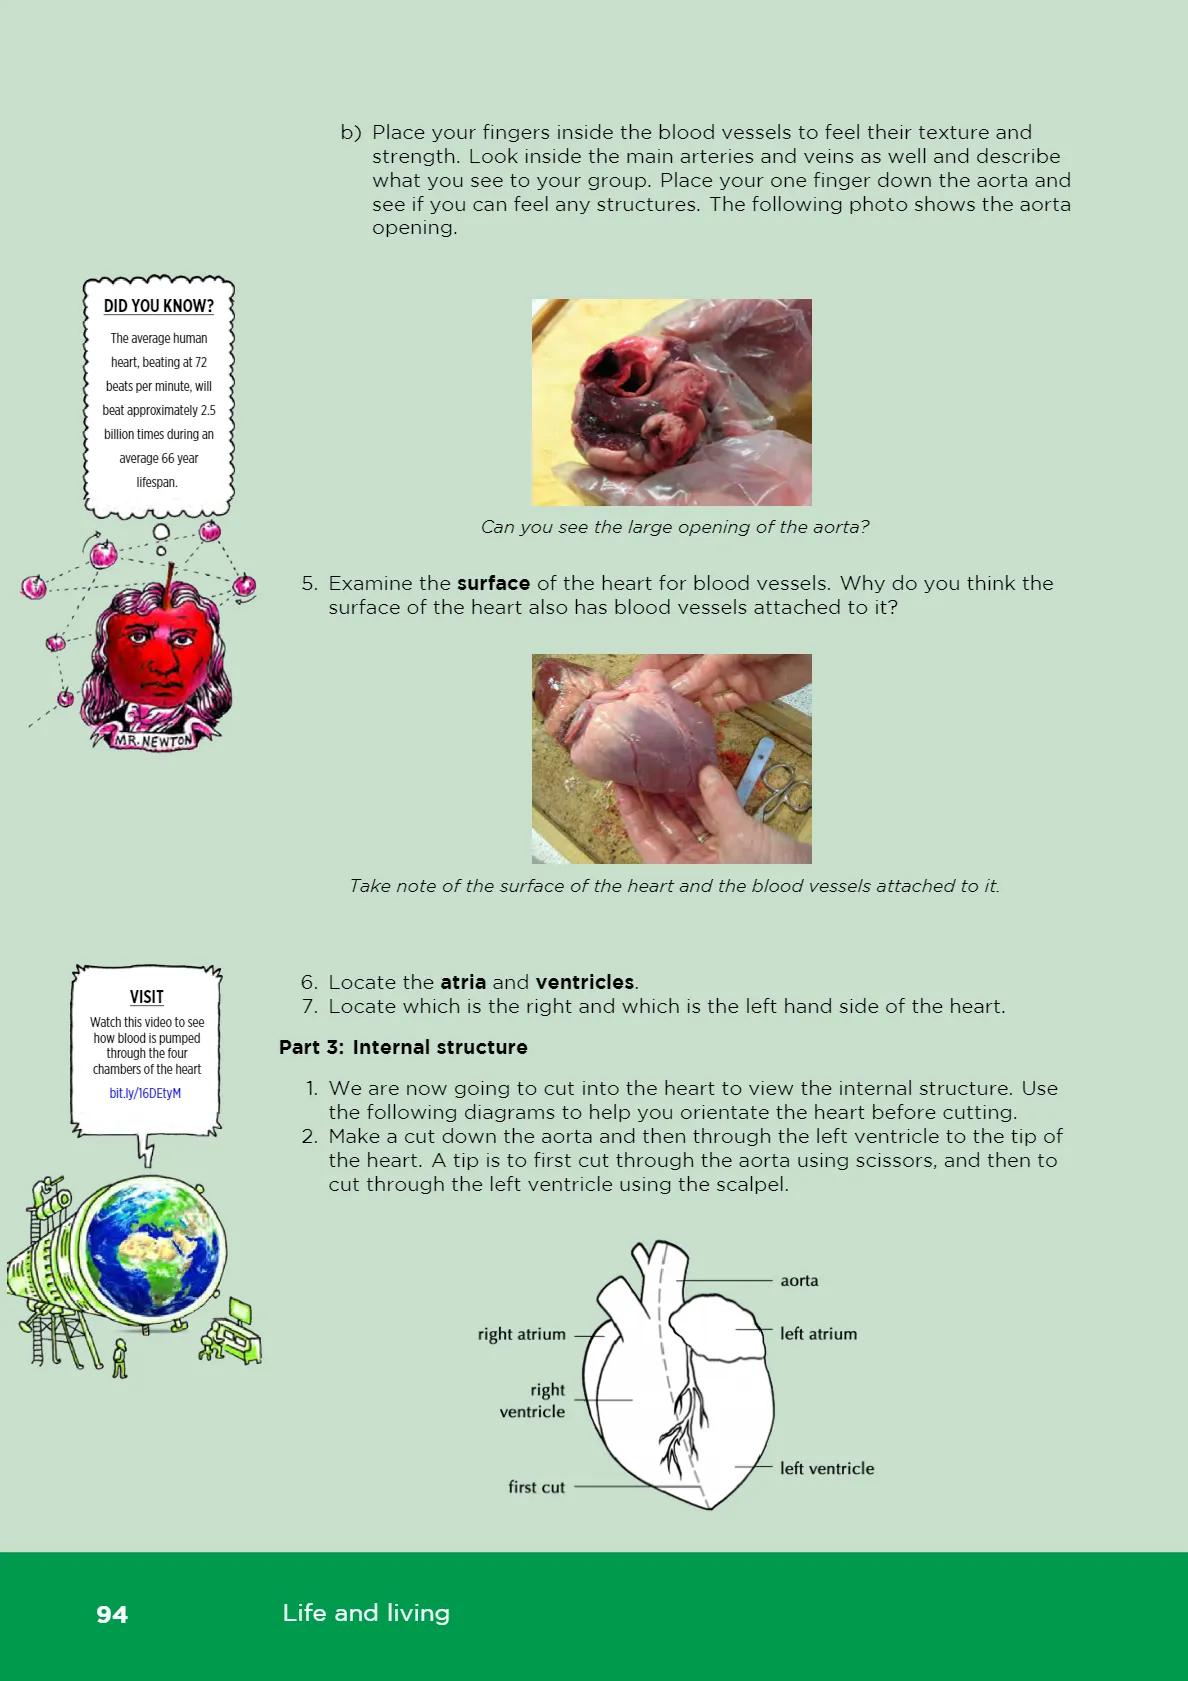 b) Place your fingers inside the blood vessels to feel their texture and
strength. Look inside the main arteries and veins as well and describe
what you see to your group. Place your one finger down the aorta and
see if you can feel any structures. The following photo shows the aorta
opening.
DID YOU KNOW?
The average human
heart, beating at 72
beats per minute, will
beat approximately 2.5
billion times during an
average 66 year
lifespan.
MR. NEWTON
Can you see the large opening of the aorta?
5. Examine the surface of the heart for blood vessels. Why do you think the
surface of the heart also has blood vessels attached to it?
Take note of the surface of the heart and the blood vessels attached to it.
6. Locate the atria and ventricles.
7. Locate which is the right and which is the left hand side of the heart.
VISIT
Watch this video to see
how blood is pumped
through the four
chambers of the heart
bit.ly/16DEtyM
Part 3: Internal structure
1. We are now going to cut into the heart to view the internal structure. Use
the following diagrams to help you orientate the heart before cutting.
2. Make a cut down the aorta and then through the left ventricle to the tip of
the heart. A tip is to first cut through the aorta using scissors, and then to
cut through the left ventricle using the scalpel.
aorta
right atrium
left atrium
right
ventricle
left ventricle
first cut
94
Life and living